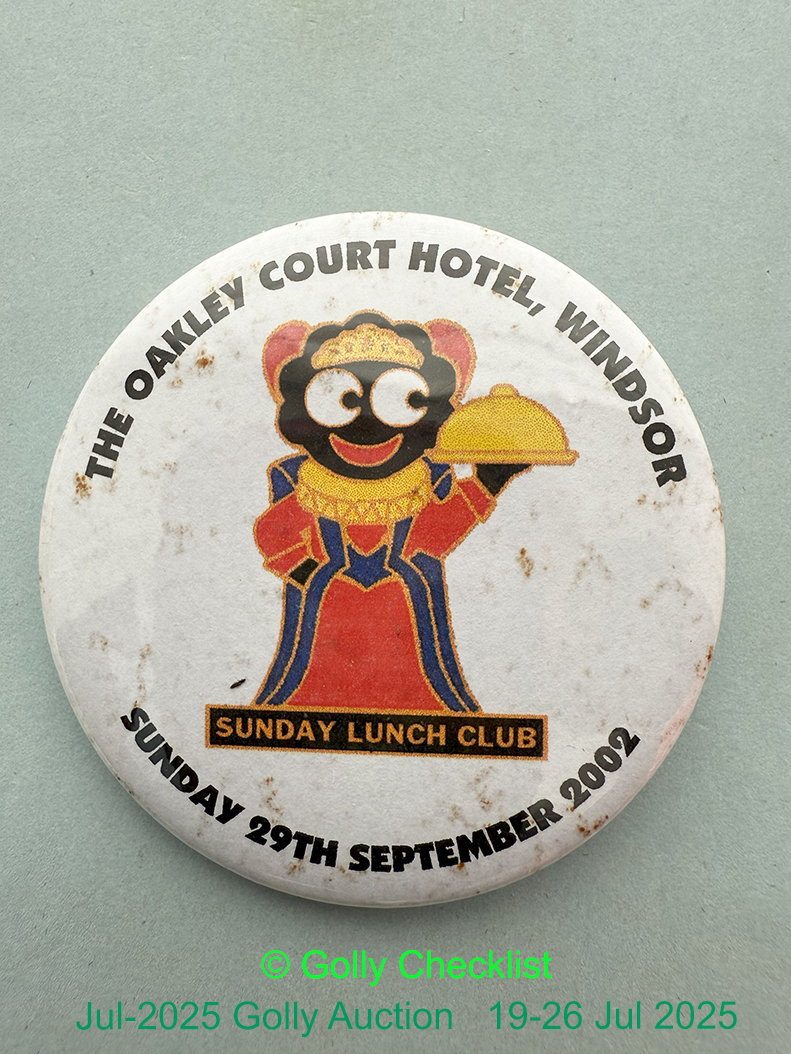 THE OAKLEY COURT HOTEL, WINDSOR
SUNDAY LUNCH CLUB
SUNDAY 29TH SEPTEMBER 2002
© Golly Checklist
Jul-2025 Golly Auction 19-26 Jul 2025